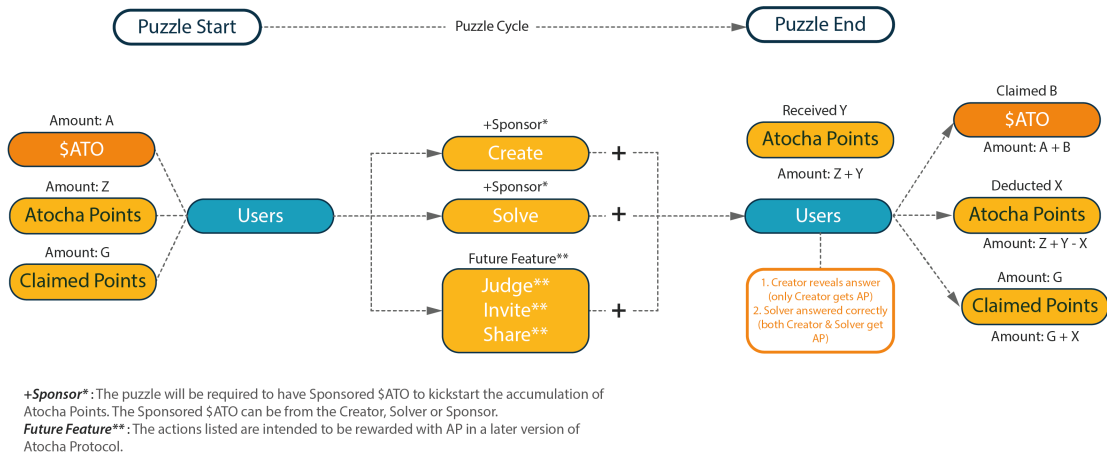 Puzzle Start
Puzzle Cycle
Puzzle End
Amount: A
$ATO
Amount: Z
Atocha Points
Amount: G
Claimed Points
Users
+Sponsor*
Create
+
+Sponsor*
Solve
+
Future Feature**
Judge**
Invite**
Share**
+
Received Y
Atocha Points
Amount: Z + Y
Users
1. Creator reveals answer
(only Creator gets AP)
2. Solver answered correctly
(both Creator & Solver get
AP)
Claimed B
$ATO
Amount: A + B
Deducted X
Atocha Points
Amount: Z + Y - X
Amount: G
Claimed Points
Amount: G + X
+Sponsor* : The puzzle will be required to have Sponsored $ATO to kickstart the accumulation of
Atocha Points. The Sponsored $ATO can be from the Creator, Solver or Sponsor.
Future Feature** : The actions listed are intended to be rewarded with AP in a later version of
Atocha Protocol.